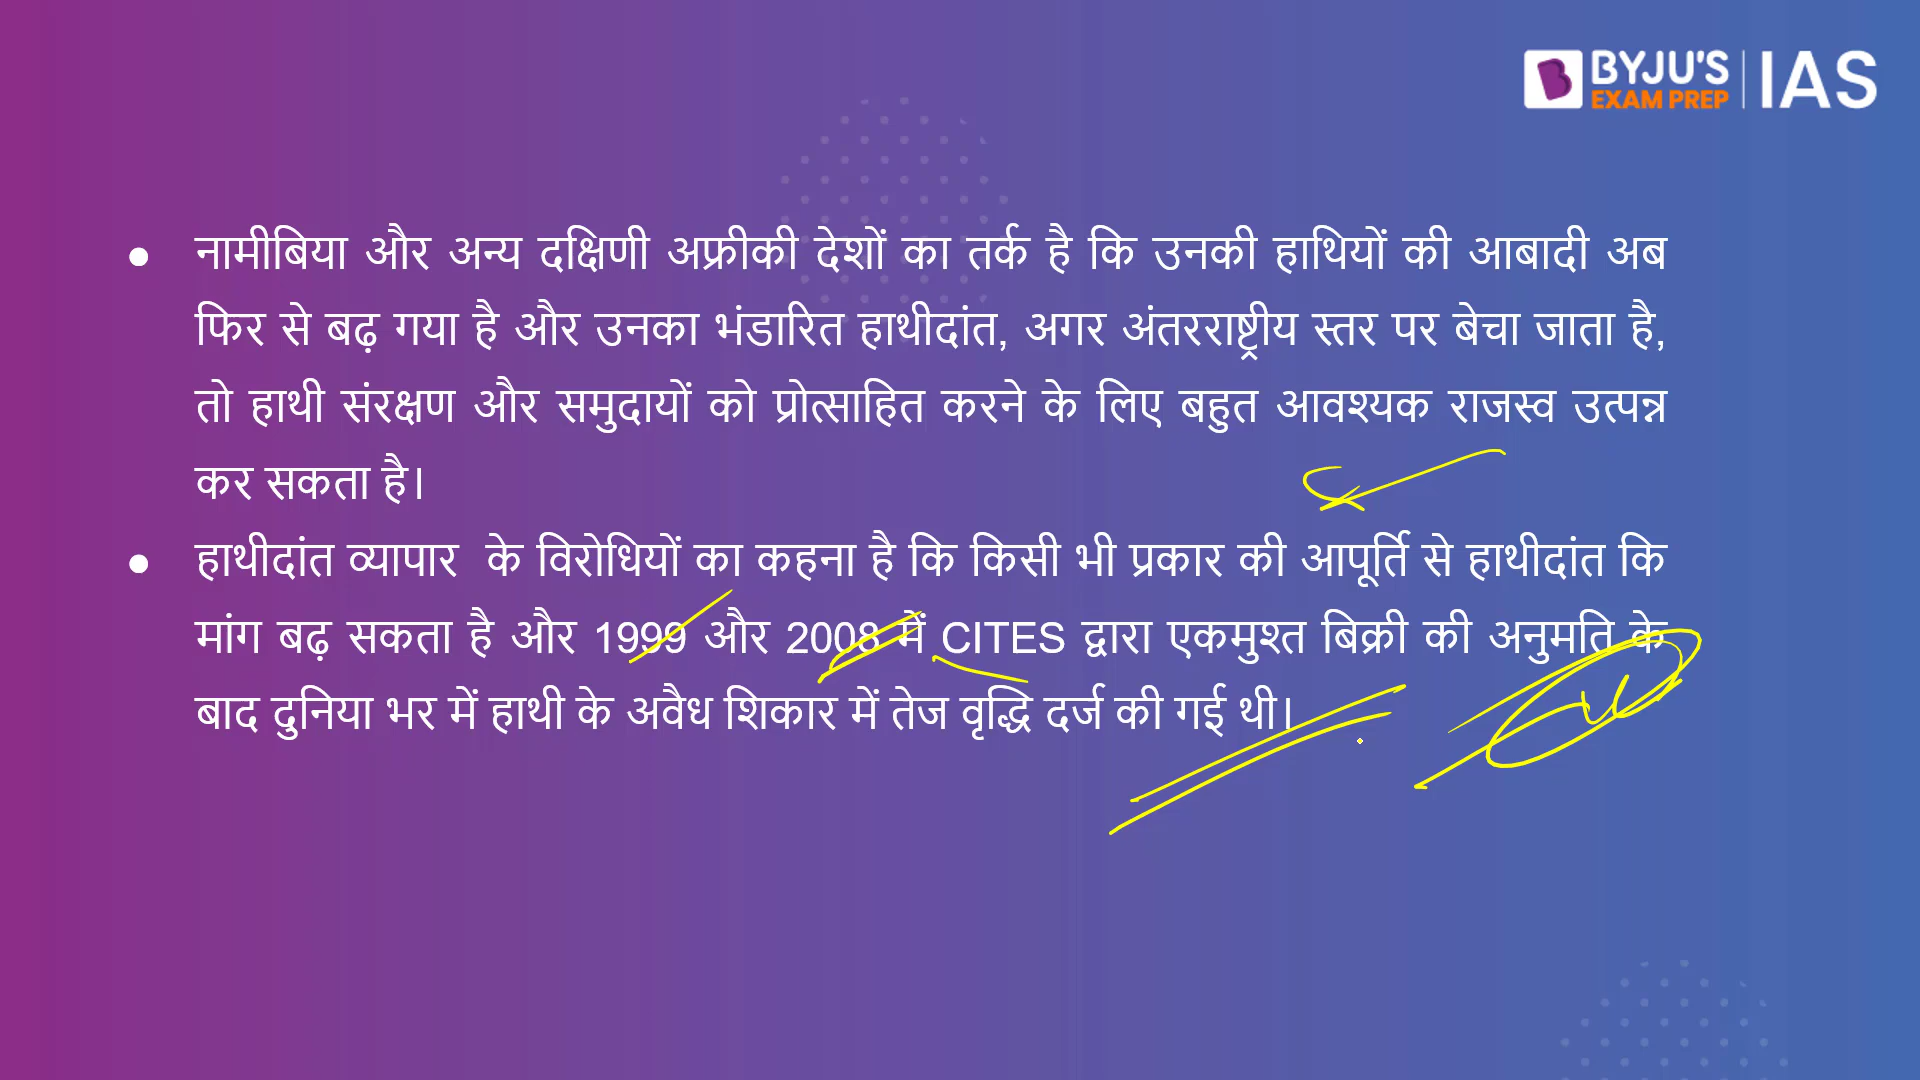 BYJU'S
EXAM PREP
IAS
● नामीबिया और अन्य दक्षिणी अफ्रीकी देशों का तर्क है कि उनकी हाथियों की आबादी अब
फिर से बढ़ गया है और उनका भंडारित हाथीदांत, अगर अंतरराष्ट्रीय स्तर पर बेचा जाता है,
तो हाथी संरक्षण और समुदायों को प्रोत्साहित करने के लिए बहुत आवश्यक राजस्व उत्पन्न
कर सकता है।
● हाथीदांत व्यापार के विरोधियों का कहना है कि किसी भी प्रकार की आपूर्ति से हाथीदांत कि
मांग बढ़ सकता है और 1999 और 2008 में CITES द्वारा एकमुश्त बिक्री की अनुमति के
बाद दुनिया भर में हाथी के अवैध शिकार में तेज वृद्धि दर्ज की गई थी।